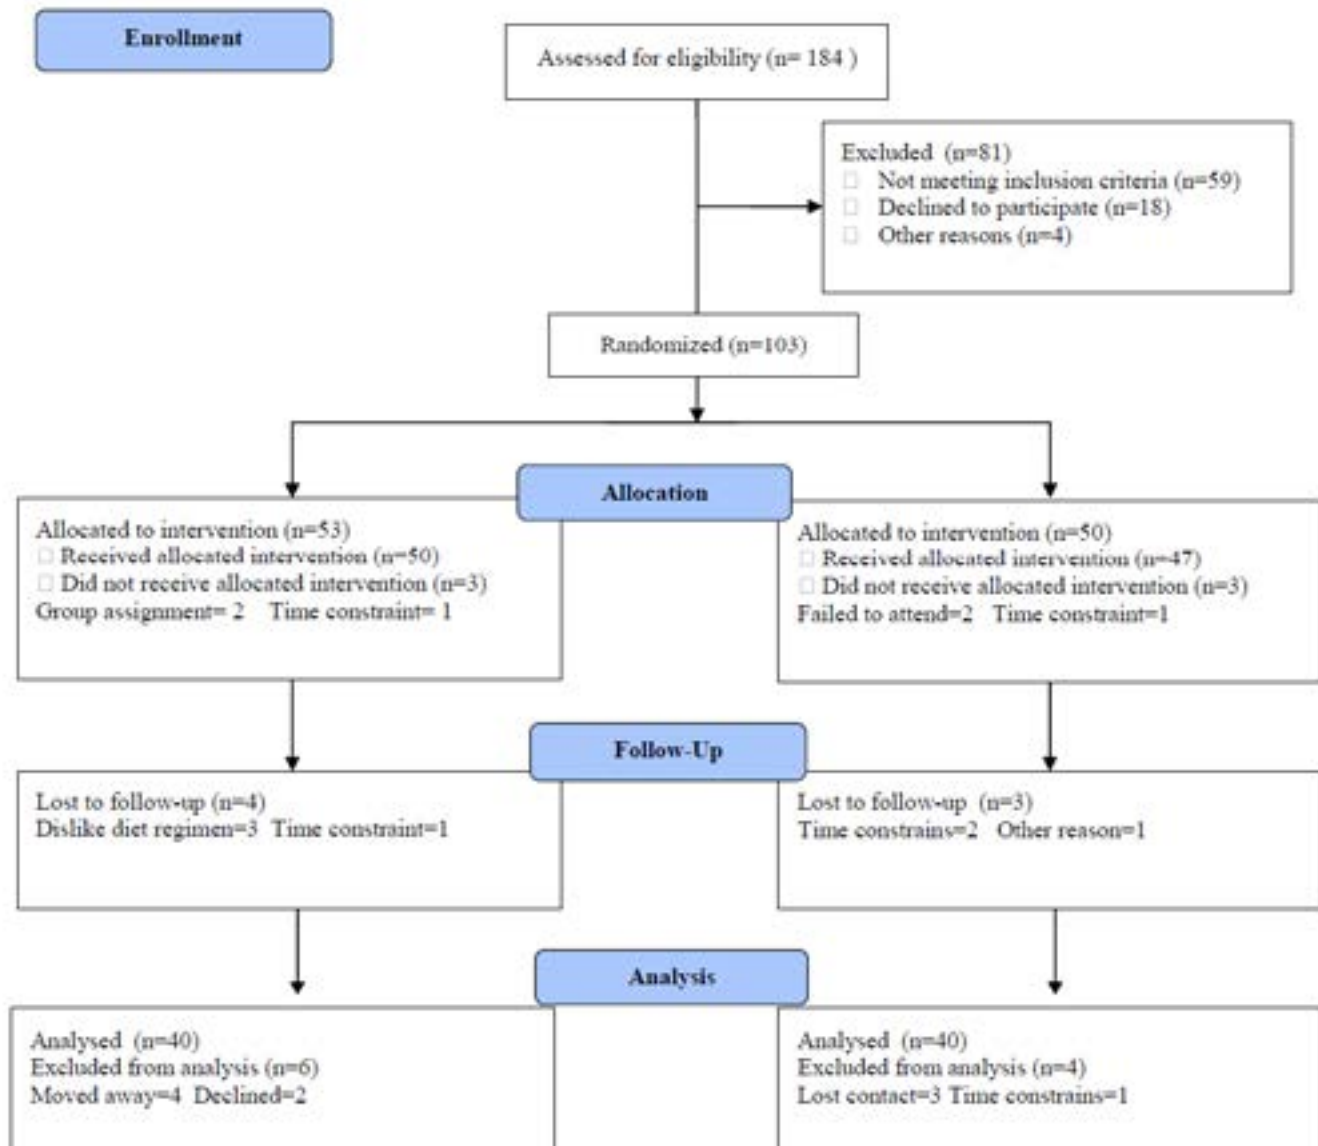 Enrollment
Assessed for eligibility (n= 184 )
Excluded (n=81)
Not meeting inclusion criteria (n=59)
Declined to participate (n=18)
Other reasons (n=4)
Randomized (n=103)
Allocation
Allocated to intervention (n=53)
Received allocated intervention (n=50)
Did not receive allocated intervention (n=3)
Group assignment= 2 Time constraint= 1
Allocated to intervention (n=50)
Received allocated intervention (n=47)
Did not receive allocated intervention (n=3)
Failed to attend=2 Time constraint=1
Follow-Up
Lost to follow-up (n=4)
Dislike diet regimen=3 Time constraint=1
Lost to follow-up (n=3)
Time constrains=2 Other reason=1
Analysis
Analysed (n=40)
Excluded from analysis (n=6)
Moved away=4 Declined=2
Analysed (n=40)
Excluded from analysis (n=4)
Lost contact=3 Time constrains=1